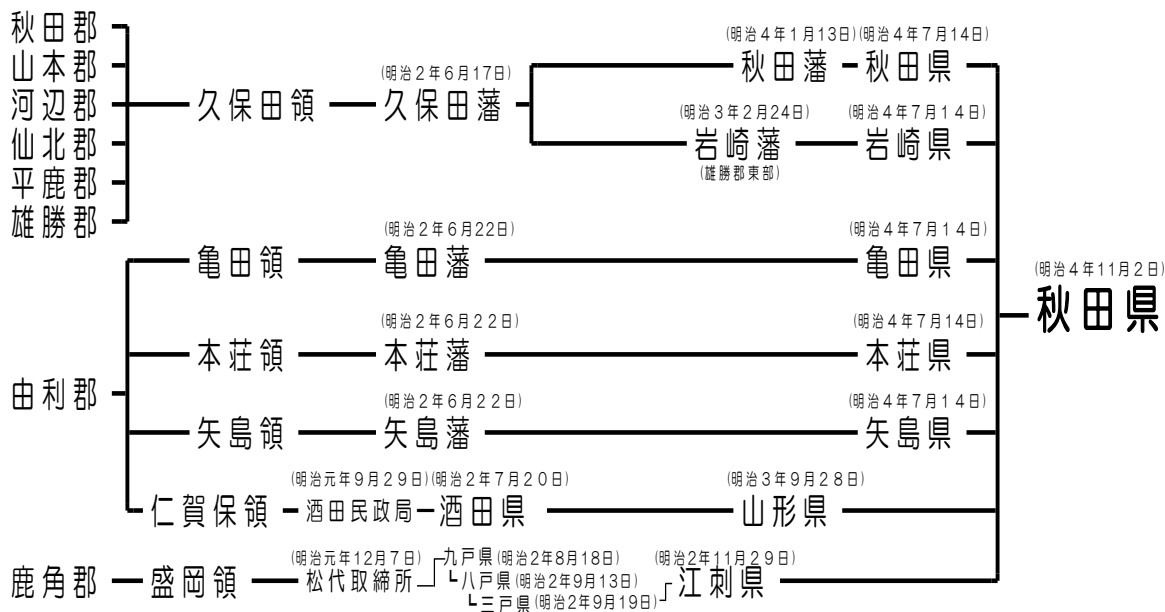 秋田郡
山本郡
河辺郡
仙北郡
平鹿郡
雄勝郡
久保田領
(明治2年6月17日)
久保田藩
(明治4年1月13日)(明治4年7月14日)
秋田藩 秋田県
(明治3年2月24日) (明治4年7月14日)
岩崎藩 岩崎県
(雄勝郡東部)
由利郡
(明治2年6月22日) (明治4年7月14日)
亀田領 亀田藩 亀田県
(明治2年6月22日) (明治4年7月14日)
本荘領 本荘藩 本荘県
(明治2年6月22日) (明治4年7月14日)
矢島領 矢島藩 矢島県
(明治元年9月29日)(明治2年7月20日) (明治3年9月28日)
仁賀保領 酒田民政局 酒田県 山形県
鹿角郡 盛岡領
(明治元年12月7日)
松代取締所
九戸県(明治2年8月18日)
八戸県(明治2年9月13日)
三戸県(明治2年9月19日)
(明治2年11月29日)
江刺県
(明治4年11月2日)
秋田県